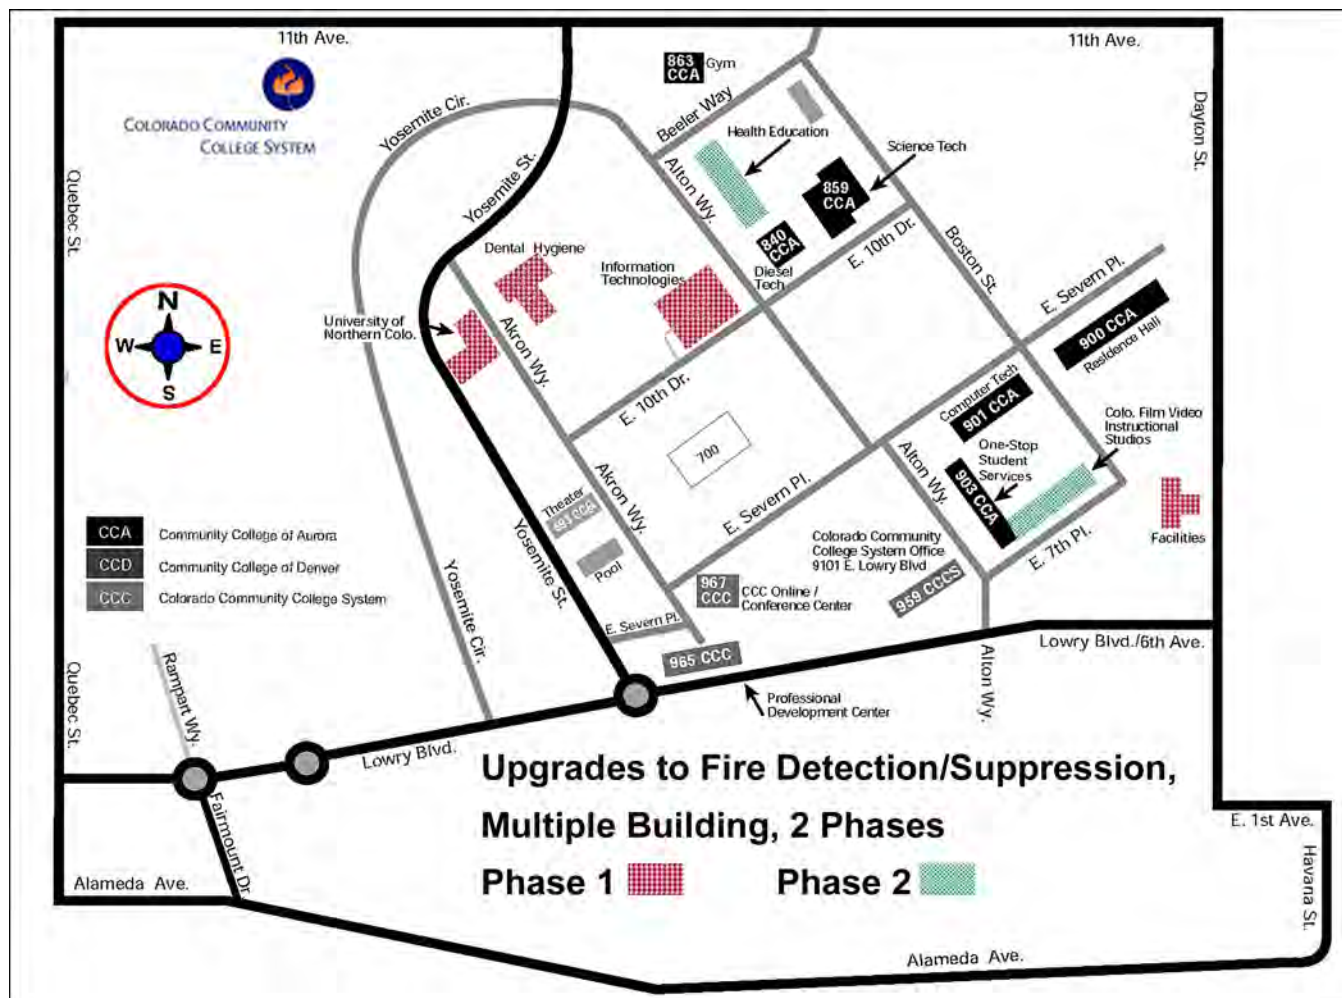 11th Ave.
11th Ave.
COLORADO COMMUNITY
COLLEGE SYSTEM
Quebec St.
Yosemite Cir.
Yosemite St.
863
CCA
Gym
Beeler Way
Health Education
Science Tech
859
CCA
Dayton St.
Alton Wy.
840
CCA
Diesel
Tech
E. 10th Dr.
Boston St.
E. Severn Pl.
900 CCA
Residence Hall
Dental Hygiene
Information
Technologies
University of
Northern Colo.
Akron Wy.
E. 10th Dr.
N
W
E
S
Computer Tech
901 CCA
Colo. Film Video
Instructional
Studios
One-Stop
Student
Services
903 CCA
Alton Wy.
700
Akron Wy.
E. Severn Pl.
Theater
Pool
Facilities
E. 7th Pl.
CCA
Community College of Aurora
CCD
Community College of Denver
CCC
Colorado Community College System
Yosemite St.
Yosemite Cir.
Colorado Community
College System Office
9101 E. Lowry Blvd
959 CCCS
967
CCC
CCC Online /
Conference Center
E. Severn Pl.
965 CCC
Lowry Blvd./6th Ave.
Alton Wy.
Professional
Development Center
Rampart Wy.
Quebec St.
Lowry Blvd.
Fairmount Dr.
Upgrades to Fire Detection/Suppression,
Multiple Building, 2 Phases
Phase 1
Phase 2
E. 1st Ave.
Havana St.
Alameda Ave.
Alameda Ave.